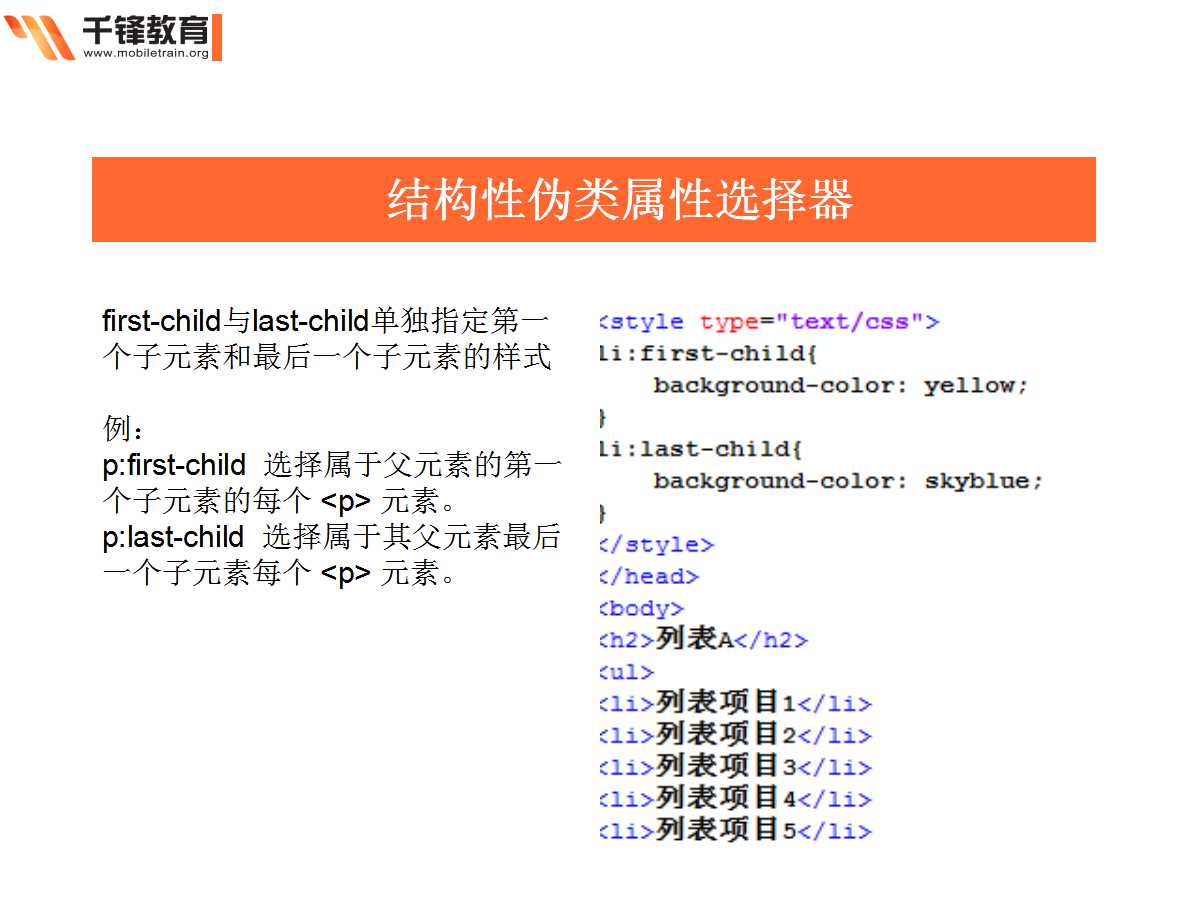 千锋教育
www.mobiletrain.org
结构性伪类属性选择器
first-child与last-child单独指定第一
个子元素和最后一个子元素的样式
例：
p:first-child 选择属于父元素的第一
个子元素的每个 <p> 元素。
p:last-child 选择属于其父元素最后
一个子元素每个 <p> 元素。
<style type="text/css">
li:first-child{
    background-color: yellow;
}
li:last-child{
    background-color: skyblue;
}
</style>
</head>
<body>
<h2>列表A</h2>
<ul>
<li>列表项目1</li>
<li>列表项目2</li>
<li>列表项目3</li>
<li>列表项目4</li>
<li>列表项目5</li>